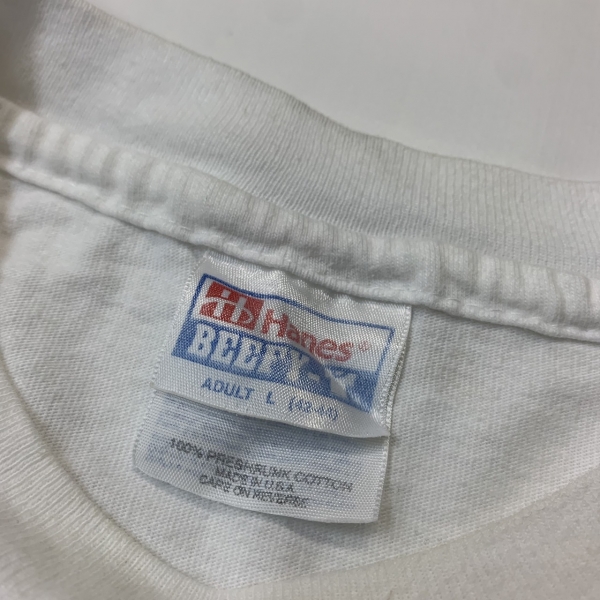 Hanes
BEEFY-T
ADULT L (42-44)
100% PRESHRUNK COTTON
MADE IN U.S.A
CARE ON REVERSE